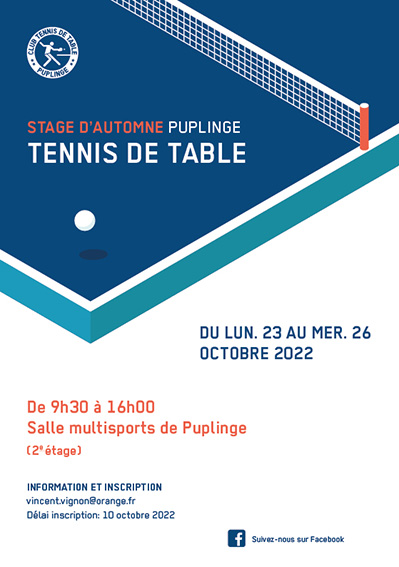 CLUB TENNIS DE TABLE
PUPLINGE
STAGE D'AUTOMNE PUPLINGE
TENNIS DE TABLE
DU LUN. 23 AU MER. 26
OCTOBRE 2022
De 9h30 à 16h00
Salle multisports de Puplinge
(2e étage)
INFORMATION ET INSCRIPTION
vincent.vignon@orange.fr
Délai inscription: 10 octobre 2022
Suivez-nous sur Facebook